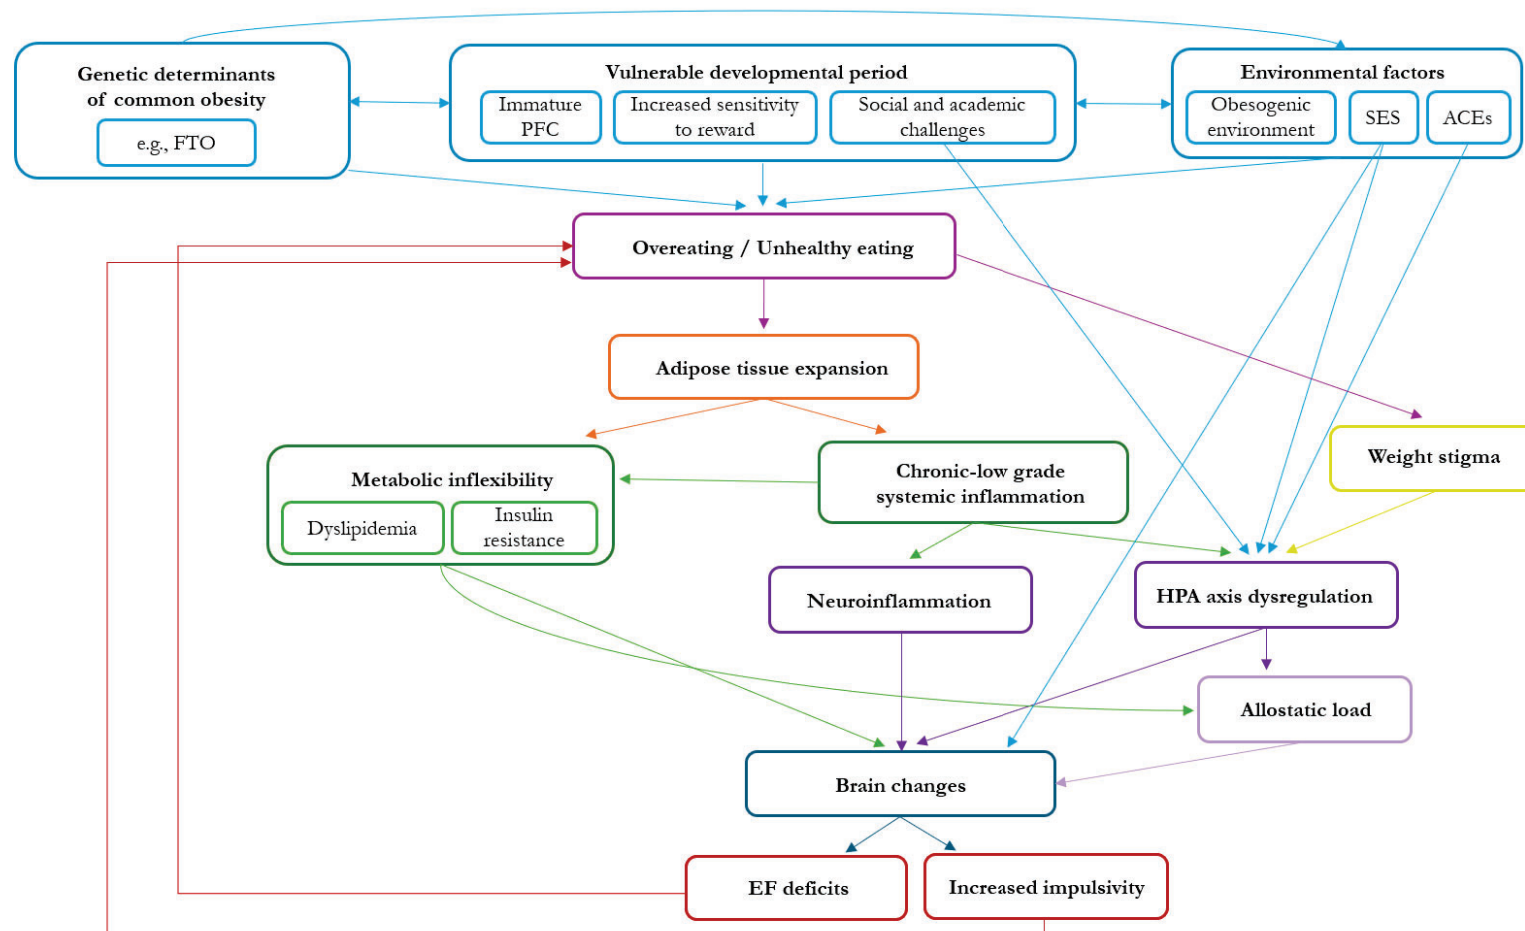 Genetic determinants
of common obesity
e.g., FTO
Vulnerable developmental period
Immature
PFC
Increased sensitivity
to reward
Social and academic
challenges
Environmental factors
Obesogenic
environment
SES
ACEs
Overeating / Unhealthy eating
Adipose tissue expansion
Metabolic inflexibility
Dyslipidemia
Insulin
resistance
Chronic-low grade
systemic inflammation
Weight stigma
Neuroinflammation
HPA axis dysregulation
Allostatic load
Brain changes
EF deficits
Increased impulsivity